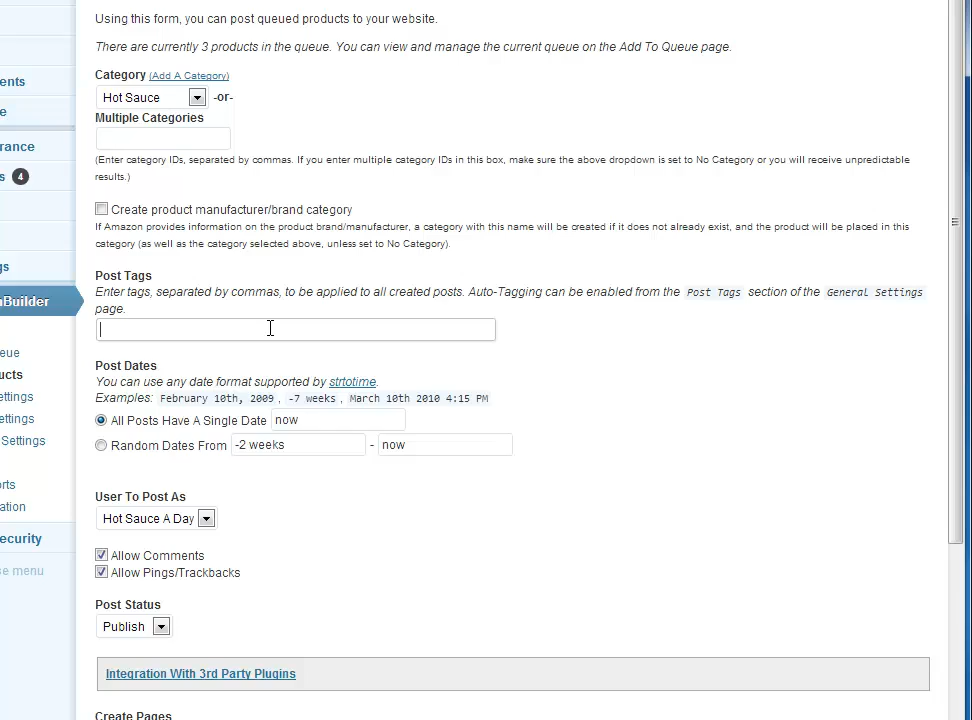 Using this form, you can post queued products to your website.
There are currently 3 products in the queue. You can view and manage the current queue on the Add To Queue page.
Category (Add A Category)
Hot Sauce -or-
Multiple Categories
(Enter category IDs, separated by commas. If you enter multiple category IDs in this box, make sure the above dropdown is set to No Category or you will receive unpredictable
results.)
Create product manufacturer/brand category
If Amazon provides information on the product brand/manufacturer, a category with this name will be created if it does not already exist, and the product will be placed in this
category (as well as the category selected above, unless set to No Category).
Post Tags
Enter tags, separated by commas, to be applied to all created posts. Auto-Tagging can be enabled from the Post Tags section of the General Settings
page.
Post Dates
You can use any date format supported by strtotime.
Examples: February 10th, 2009, -7 weeks, March 10th 2010 4:15 PM
All Posts Have A Single Date now
Random Dates From -2 weeks - now
User To Post As
Hot Sauce A Day
Allow Comments
Allow Pings/Trackbacks
Post Status
Publish
Integration With 3rd Party Plugins
Create Pages
ents
e
rance
s 4
gs
Builder
eue
ucts
ettings
ettings
Settings
orts
ation
ecurity
se menu